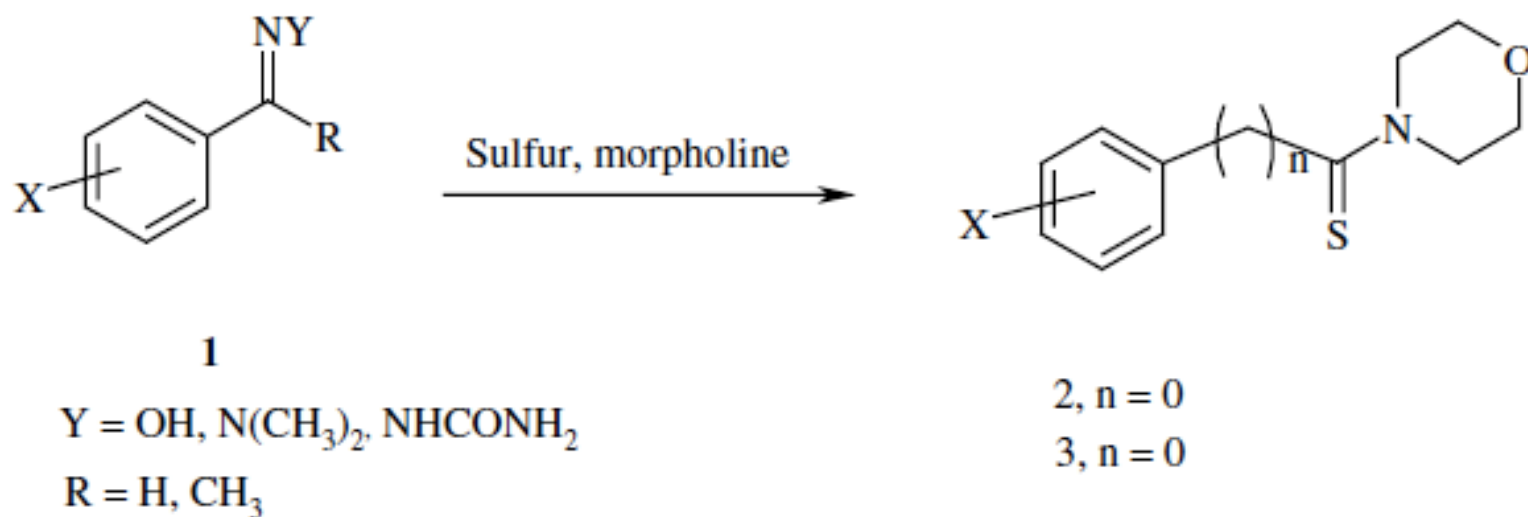 NY
R
X
Sulfur, morpholine
O
N
( )n
S
X
1
Y = OH, N(CH₃)₂, NHCONH₂
R = H, CH₃
2, n = 0
3, n = 0